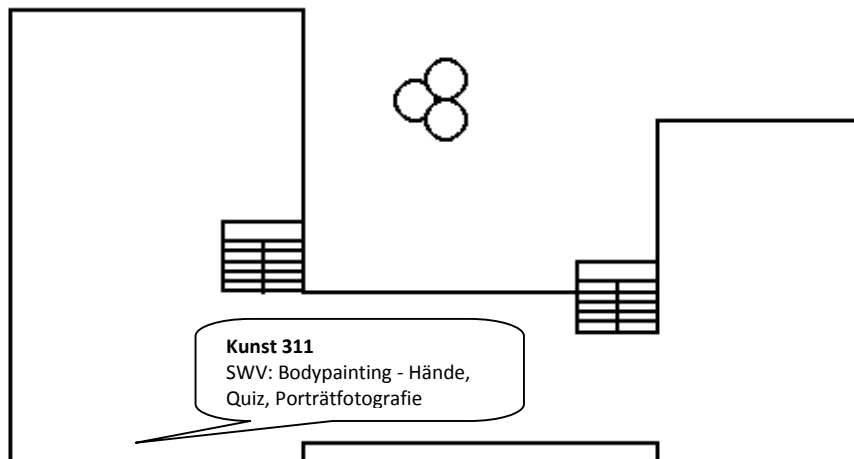 Kunst 311
SWV: Bodypainting - Hände,
Quiz, Porträtfotografie